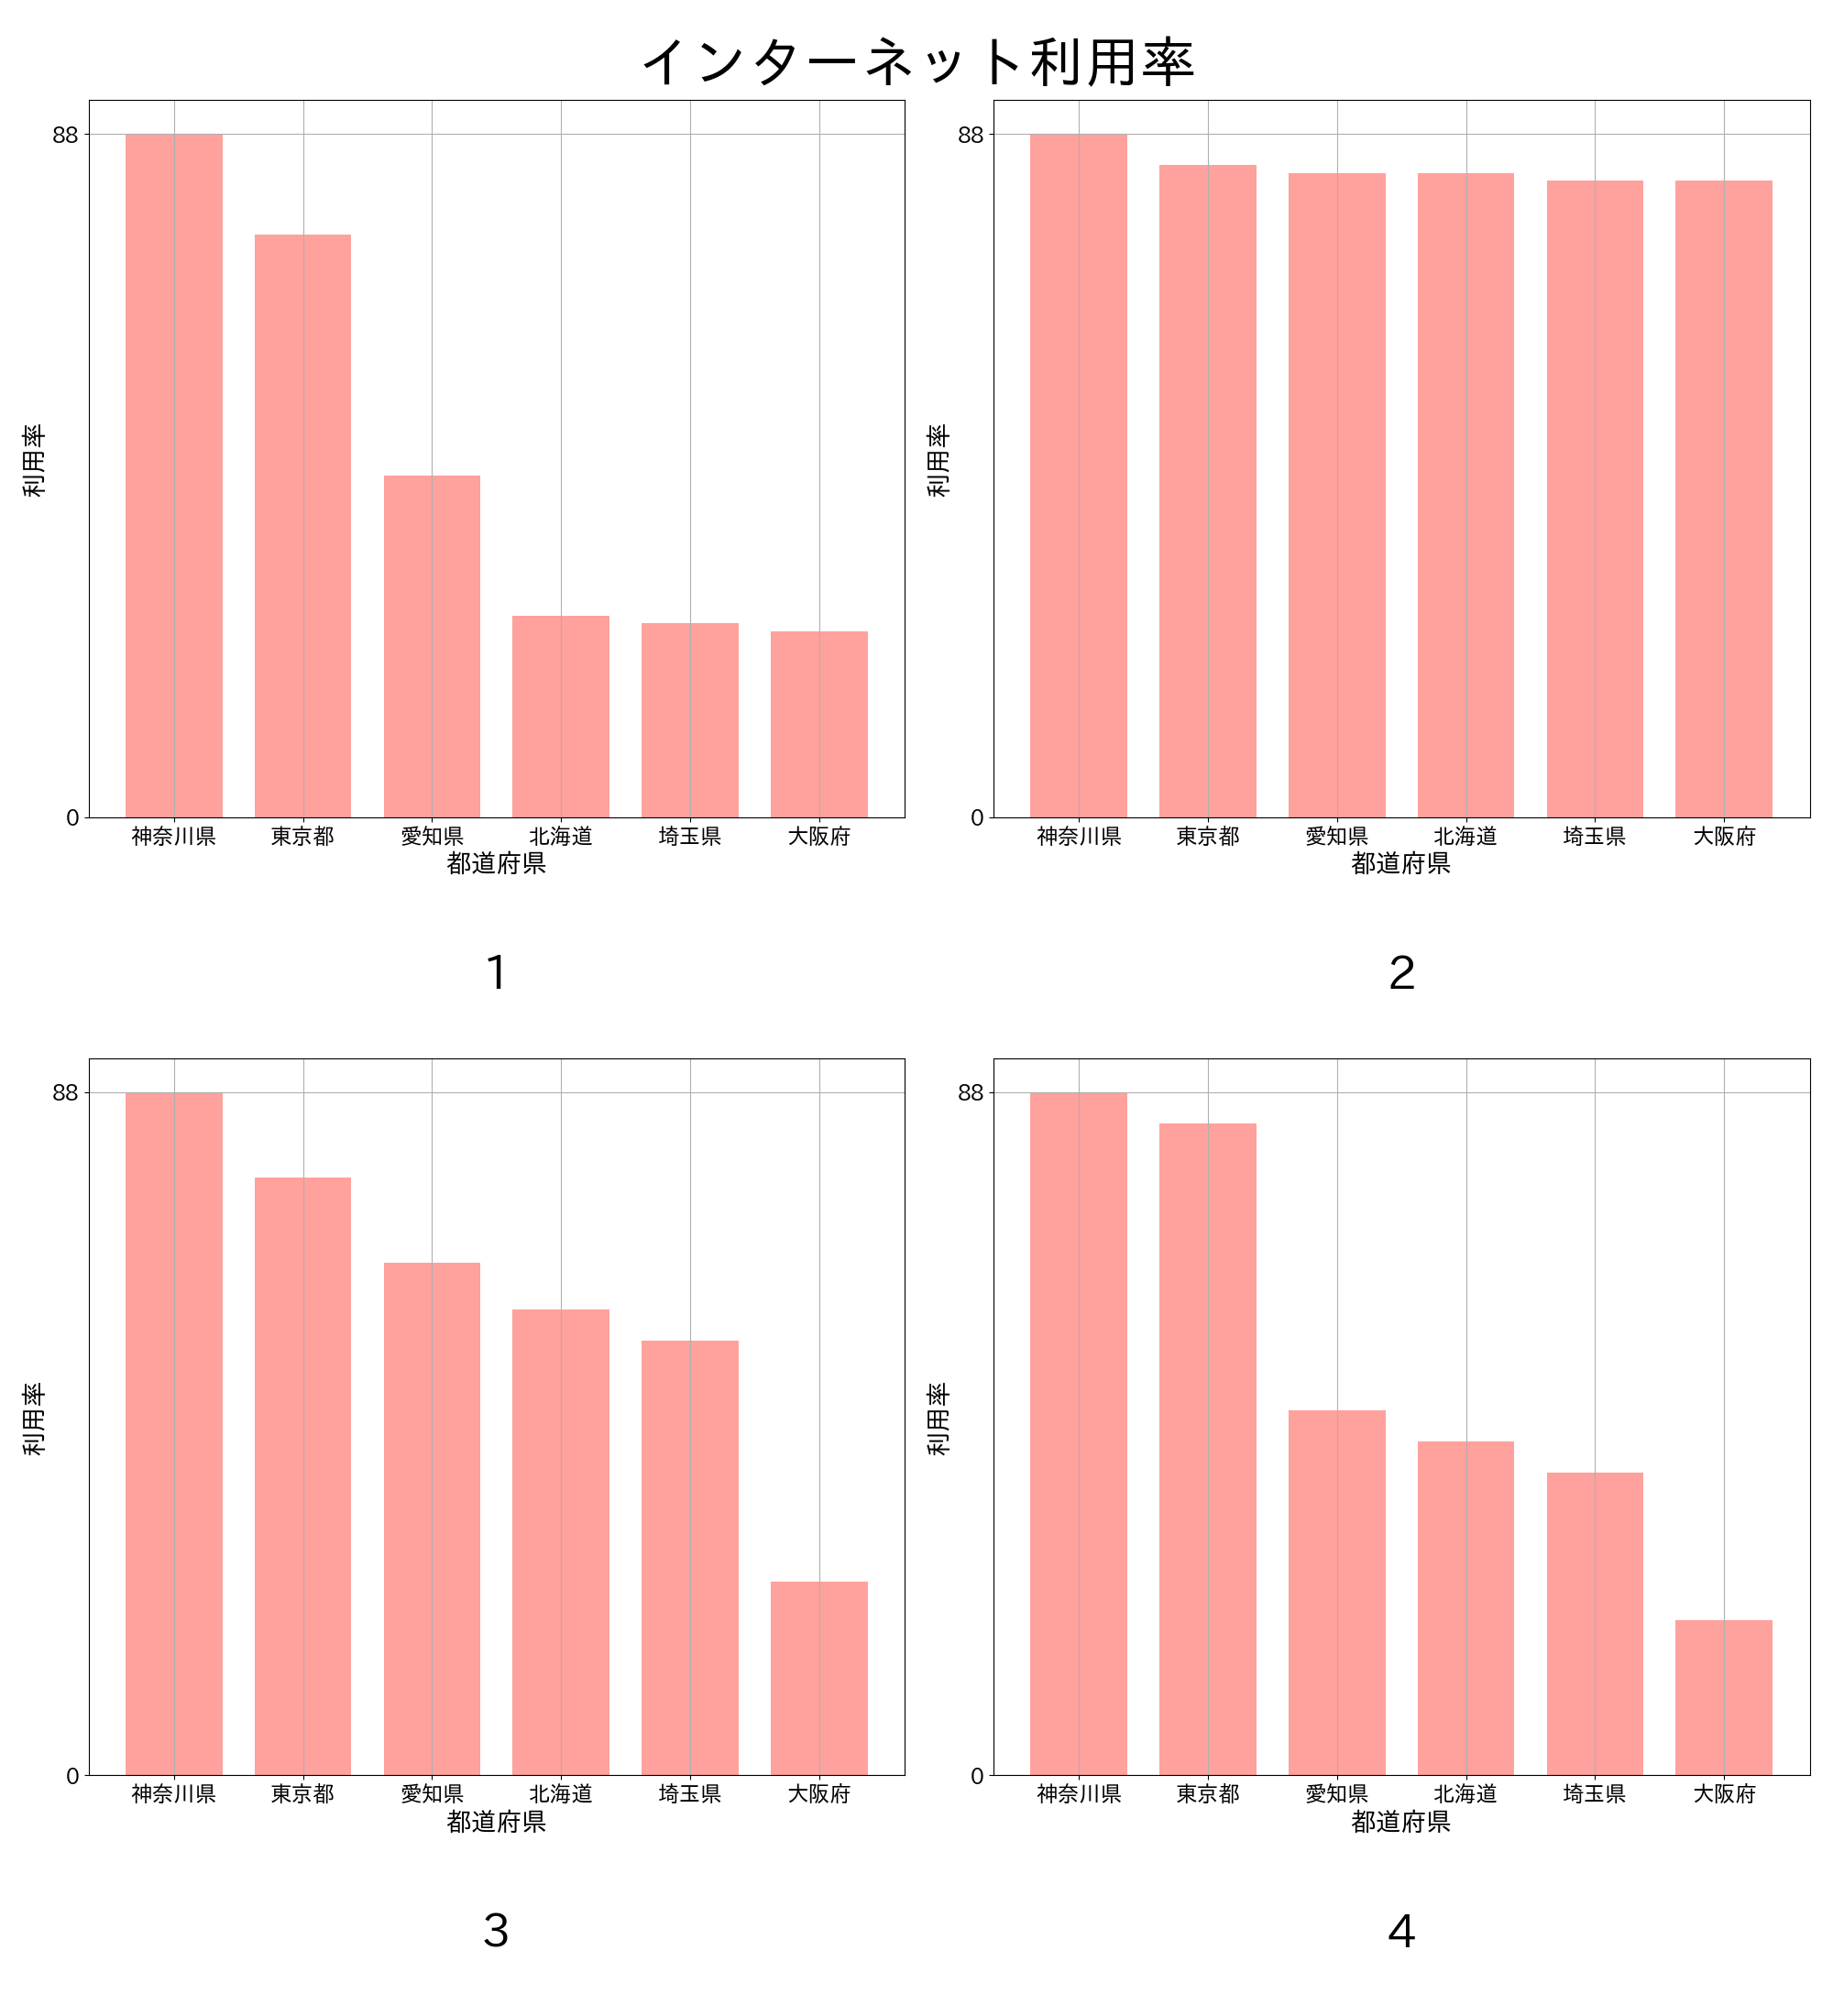 インターネット利用率
88
0
利用率
神奈川県 東京都 愛知県 北海道 埼玉県 大阪府
都道府県
1
88
0
利用率
神奈川県 東京都 愛知県 北海道 埼玉県 大阪府
都道府県
2
88
0
利用率
神奈川県 東京都 愛知県 北海道 埼玉県 大阪府
都道府県
3
88
0
利用率
神奈川県 東京都 愛知県 北海道 埼玉県 大阪府
都道府県
4